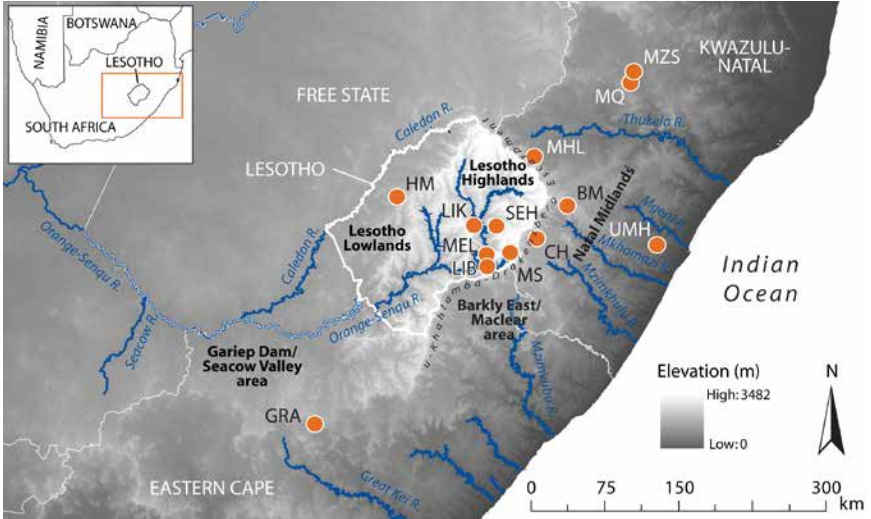 NAMIBIA
BOTSWANA
LESOTHO
SOUTH AFRICA
FREE STATE
KWAZULU-
NATAL
MZS
MQ
Caledon R.
Thukela R.
MHL
LESOTHO
Lesotho
Highlands
HM
BM
Natal Midlands
Mgeni R.
LIK
SEH
UMH
Lesotho
Lowlands
MEL
CH
Mkhomazi R.
LIB
MS
Mzimkhulu R.
uKhahlamba-Drakensberg escarpment
Caledon R.
Orange-Senqu R.
Orange-Senqu R.
Seacow R.
Barkly East/
Maclear
area
Mzimvubu R.
Indian
Ocean
Gariep Dam/
Seacow Valley
area
GRA
Great Kei R.
EASTERN CAPE
Elevation (m)
High: 3482
Low: 0
N
0 75 150 300
km